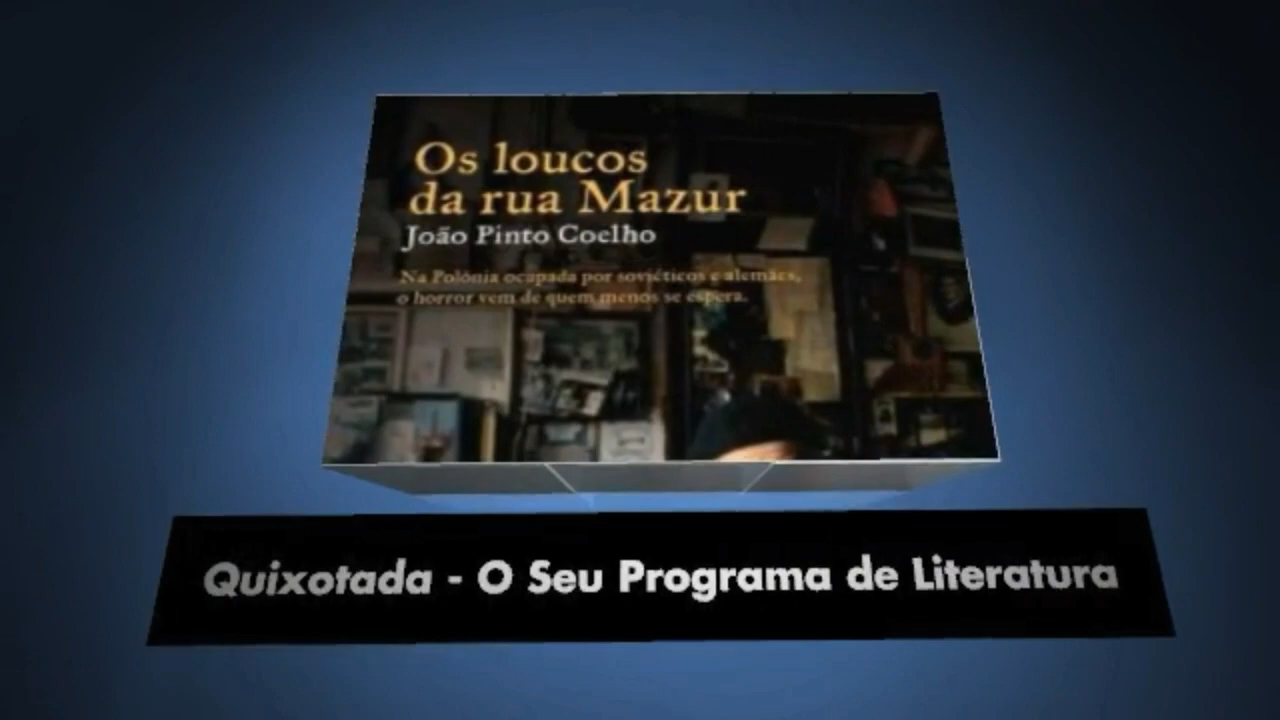 Os loucos
da rua Mazur
João Pinto Coelho
Na Polónia ocupada por soviéticos e alemães,
o horror vem de quem menos se espera.
Quixotada - O Seu Programa de Literatura